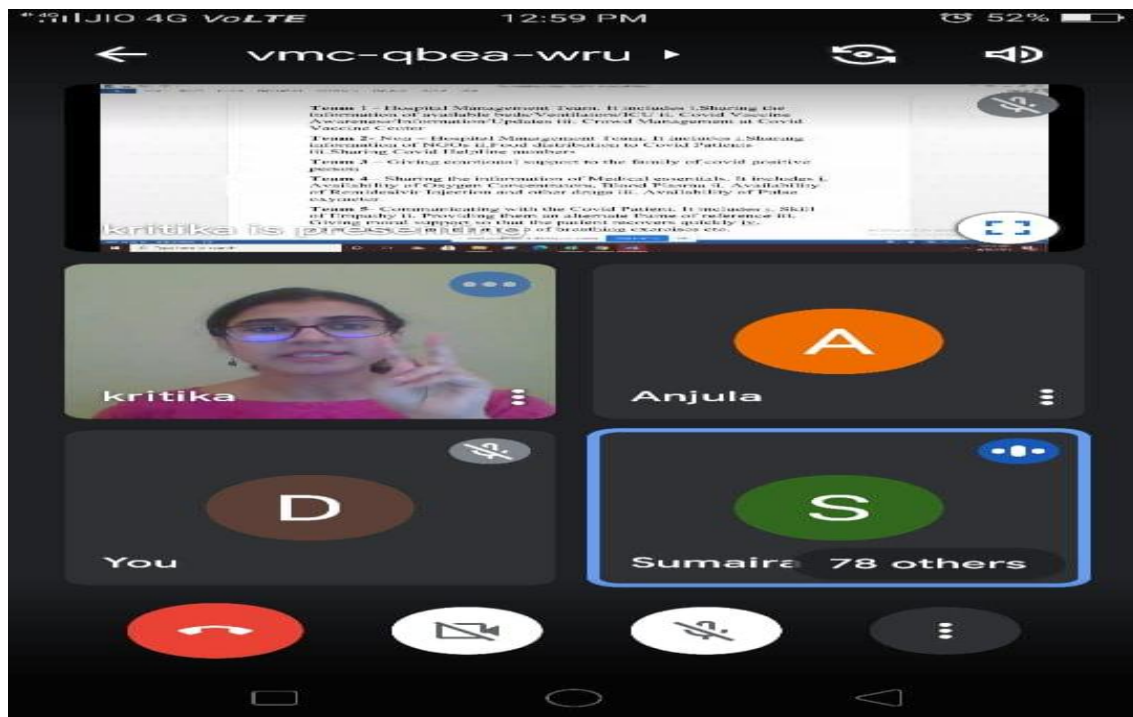 JIO 4G VoLTE 12:59 PM 52%
vmc-qbea-wru
Team 1 - Hospital Management Team. It includes i.Sharing the
information of available beds/Ventilators/ICU ii. Covid Vaccine
Awareness/Information/Updates iii. Crowd Management at Covid
Vaccine Center
Team 2- Hospital Management Team. It includes i.Sharing
information of NGOs ii.Food distribution to Covid Patients
iii.Sharing Covid Helpline numbers
Team 3 - Giving emotional support to the family of covid positive
person
Team 4- Sharing the information of Medical essentials. It includes i.
Availability of Oxygen Concentrators, Blood Plasma ii. Availability
of Remidesivir Injection and other drugs iii. Availability of Pulse
oxymeter
Team 5- Communicating with the Covid Patient. It includes i. Skill
of Empathy ii. Providing them an alternate frame of reference iii.
Giving moral support so that the patient recovers quickly iv.
of breathing exercises etc.
kritika is presenting
kritika
Anjula
A
D
You
S
Sumaira 78 others